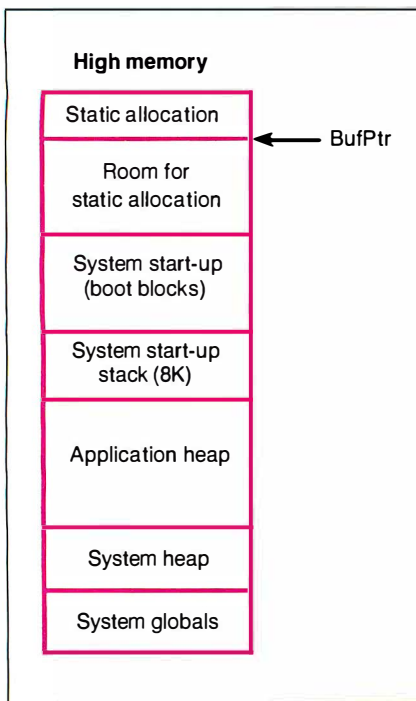 High memory
Static allocation
BufPtr
Room for
static allocation
System start-up
(boot blocks)
System start-up
stack (8K)
Application heap
System heap
System globals